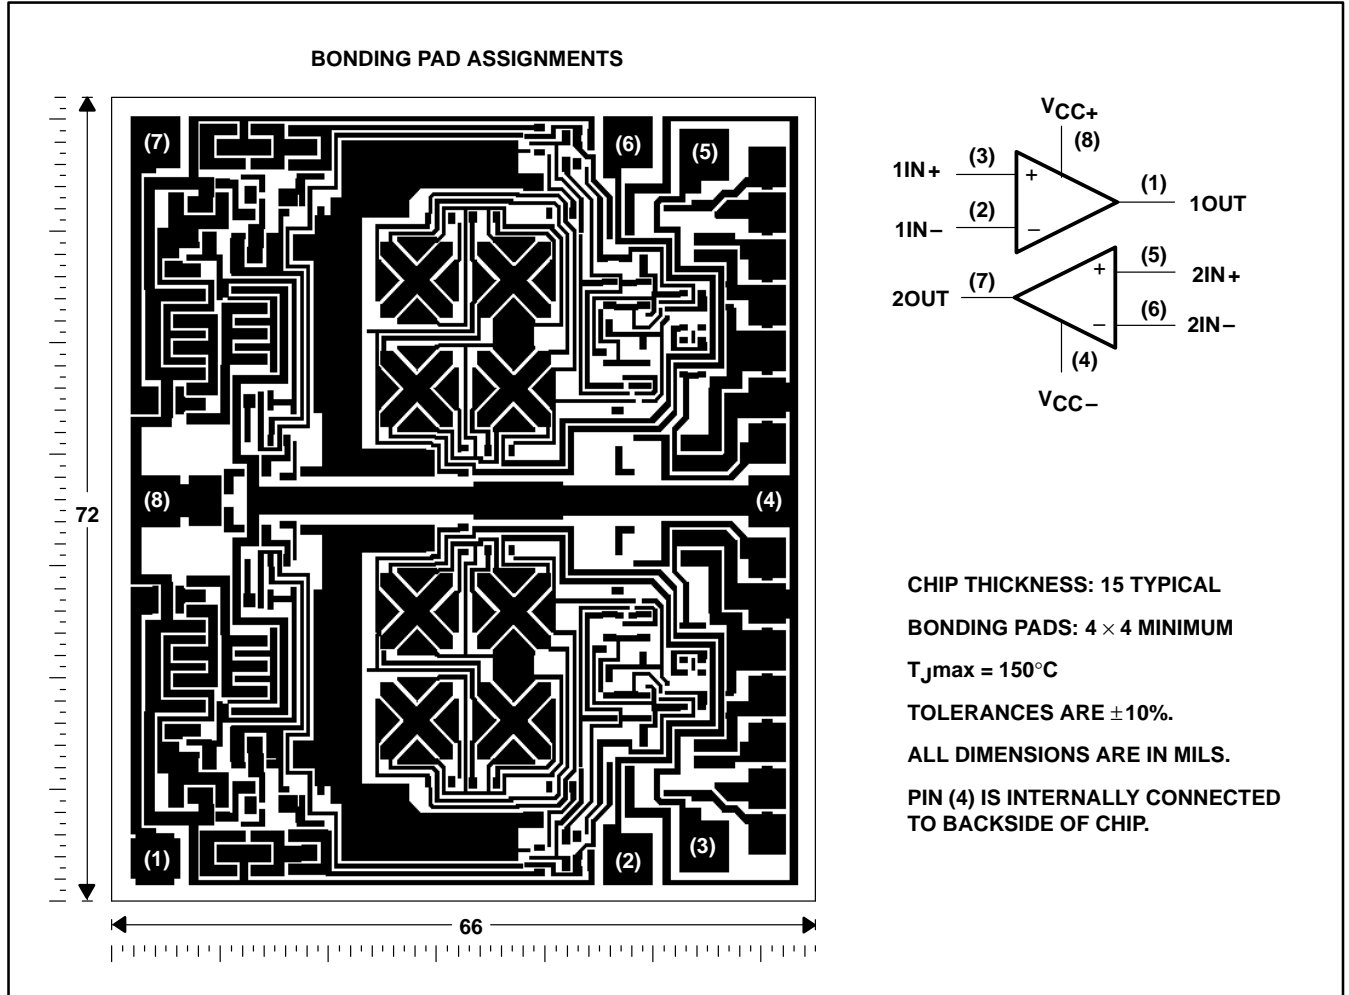 BONDING PAD ASSIGNMENTS
(7)
(6)
(5)
(8)
(4)
(1)
(2)
(3)
72
66
VCC+
(8)
1IN+
(3)
+
(1)
1OUT
(2)
1IN−
−
(5)
+
2IN+
2OUT
(7)
(6)
−
2IN−
(4)
VCC−
CHIP THICKNESS: 15 TYPICAL
BONDING PADS: 4 × 4 MINIMUM
TJmax = 150°C
TOLERANCES ARE ±10%.
ALL DIMENSIONS ARE IN MILS.
PIN (4) IS INTERNALLY CONNECTED
TO BACKSIDE OF CHIP.